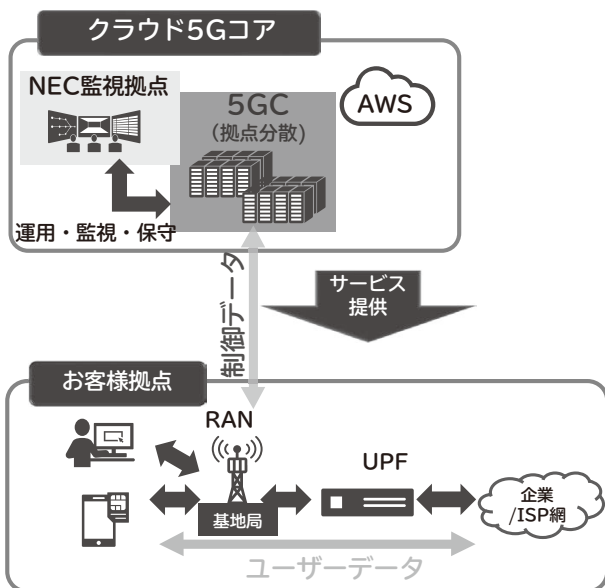 クラウド5Gコア
NEC監視拠点
5GC
(拠点分散)
AWS
運用・監視・保守
制御データ
サービス
提供
お客様拠点
RAN
UPF
基地局
企業
/ISP網
ユーザーデータ